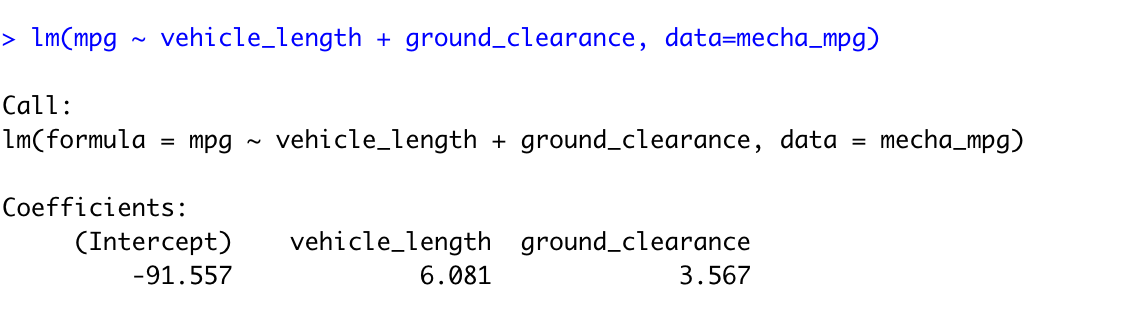 > lm(mpg ~ vehicle_length + ground_clearance, data=mecha_mpg)
Call:
lm(formula = mpg ~ vehicle_length + ground_clearance, data = mecha_mpg)
Coefficients:
(Intercept) vehicle_length ground_clearance
-91.557 6.081 3.567